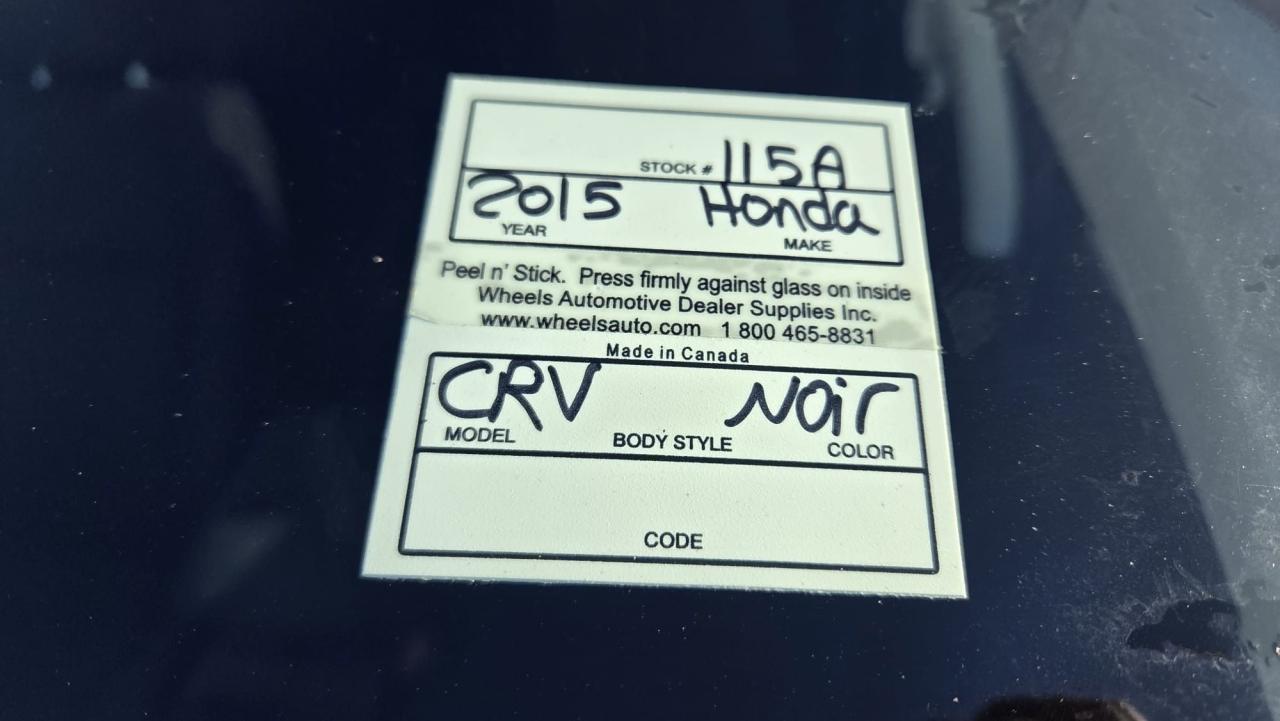 STOCK # 115A
2015 Honda
YEAR MAKE
Peel n' Stick. Press firmly against glass on inside
Wheels Automotive Dealer Supplies Inc.
www.wheelsauto.com 1 800 465-8831
Made in Canada
CRV Noir
MODEL BODY STYLE COLOR
CODE